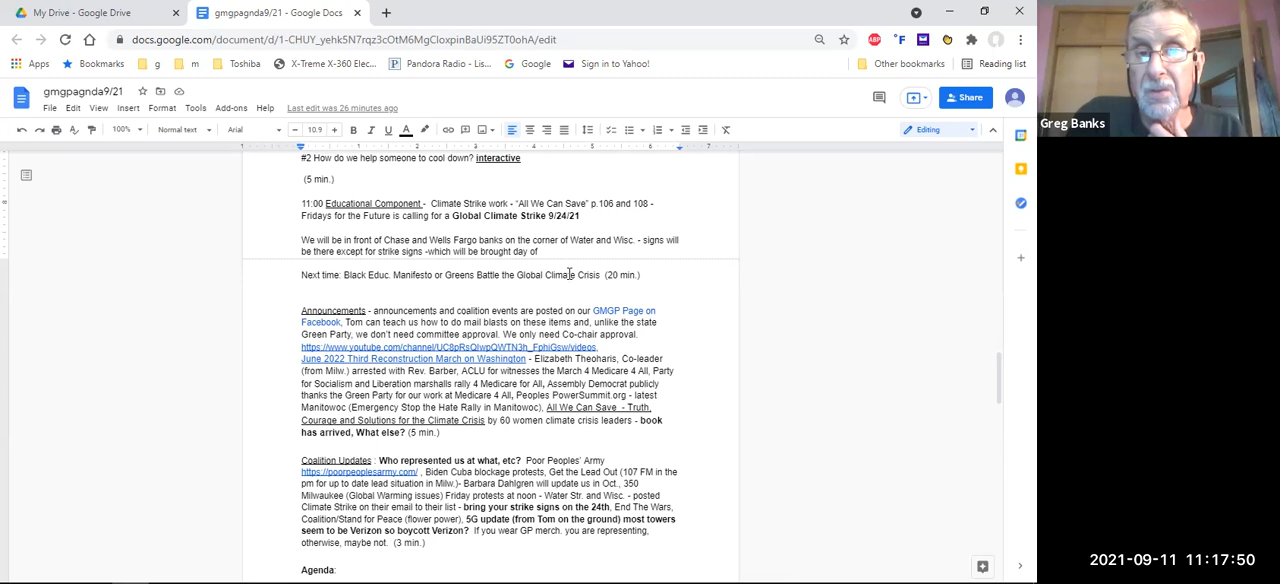 My Drive - Google Drive
gmgpagnda9/21 - Google Docs
docs.google.com/document/d/1-CHUY_yehk5N7rqz3cOtM6MgCloxpinBaUi95ZT0ohA/edit
ABP
Apps
Bookmarks
g
m
Toshiba
X-Treme X-360 Elec...
Pandora Radio - Lis...
Google
Sign in to Yahoo!
Other bookmarks
Reading list
gmgpagnda9/21
File Edit View Insert Format Tools Add-ons Help Last edit was 26 minutes ago
Share
100% Normal text Arial 10.9 Editing
1 1 2 3 4 5 6 7
#2 How do we help someone to cool down? interactive
(5 min.)
11:00 Educational Component - Climate Strike work - “All We Can Save” p.106 and 108 -
Fridays for the Future is calling for a Global Climate Strike 9/24/21
We will be in front of Chase and Wells Fargo banks on the corner of Water and Wisc. - signs will
be there except for strike signs -which will be brought day of
Next time: Black Educ. Manifesto or Greens Battle the Global Climate Crisis (20 min.)
Announcements - announcements and coalition events are posted on our GMGP Page on
Facebook, Tom can teach us how to do mail blasts on these items and, unlike the state
Green Party, we don't need committee approval. We only need Co-chair approval.
https://www.youtube.com/channel/UC8pRsQIwpQWTN3h_FphiGsw/videos,
June 2022 Third Reconstruction March on Washington - Elizabeth Theoharis, Co-leader
(from Milw.) arrested with Rev. Barber, ACLU for witnesses the March 4 Medicare 4 All, Party
for Socialism and Liberation marshalls rally 4 Medicare for All, Assembly Democrat publicly
thanks the Green Party for our work at Medicare 4 All, Peoples PowerSummit.org - latest
Manitowoc (Emergency Stop the Hate Rally in Manitowoc), All We Can Save - Truth,
Courage and Solutions for the Climate Crisis by 60 women climate crisis leaders - book
has arrived, What else? (5 min.)
Coalition Updates : Who represented us at what, etc? Poor Peoples' Army
https://poorpeoplesarmy.com/ , Biden Cuba blockage protests, Get the Lead Out (107 FM in the
pm for up to date lead situation in Milw.)- Barbara Dahlgren will update us in Oct., 350
Milwaukee (Global Warming issues) Friday protests at noon - Water Str. and Wisc. - posted
Climate Strike on their email to their list - bring your strike signs on the 24th, End The Wars,
Coalition/Stand for Peace (flower power), 5G update (from Tom on the ground) most towers
seem to be Verizon so boycott Verizon? If you wear GP merch. you are representing,
otherwise, maybe not. (3 min.)
Agenda:
Greg Banks
2021-09-11 11:17:50